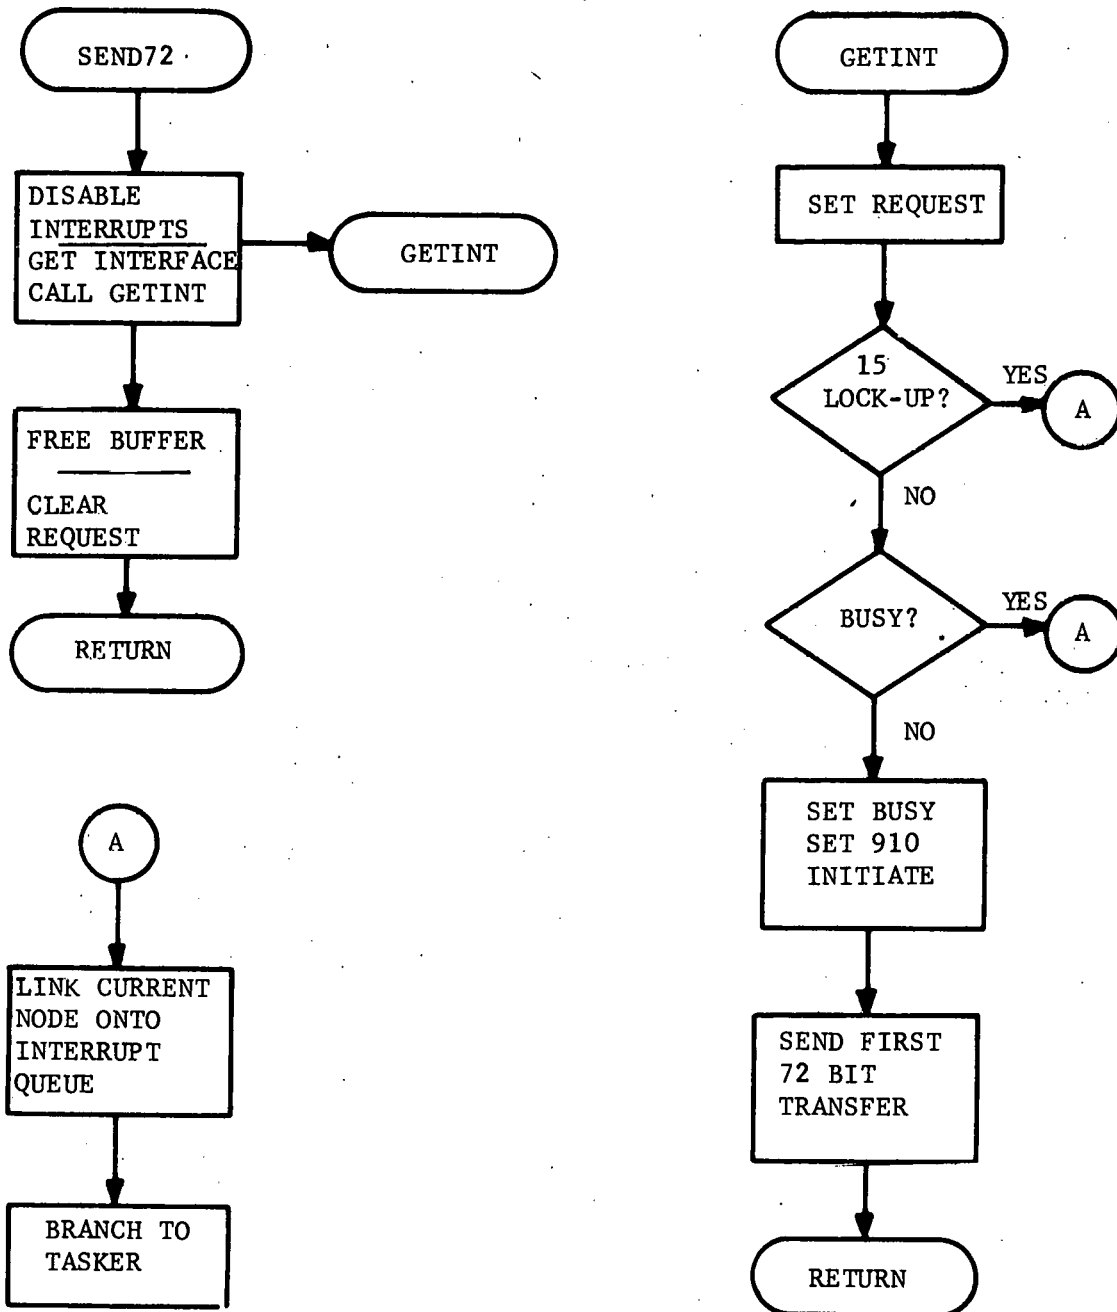 SEND72
DISABLE
INTERRUPTS
GET INTERFACE
CALL GETINT
GETINT
FREE BUFFER
CLEAR
REQUEST
RETURN
A
LINK CURRENT
NODE ONTO
INTERRUPT
QUEUE
BRANCH TO
TASKER
GETINT
SET REQUEST
15
LOCK-UP?
YES
A
NO
BUSY?
YES
A
NO
SET BUSY
SET 910
INITIATE
SEND FIRST
72 BIT
TRANSFER
RETURN